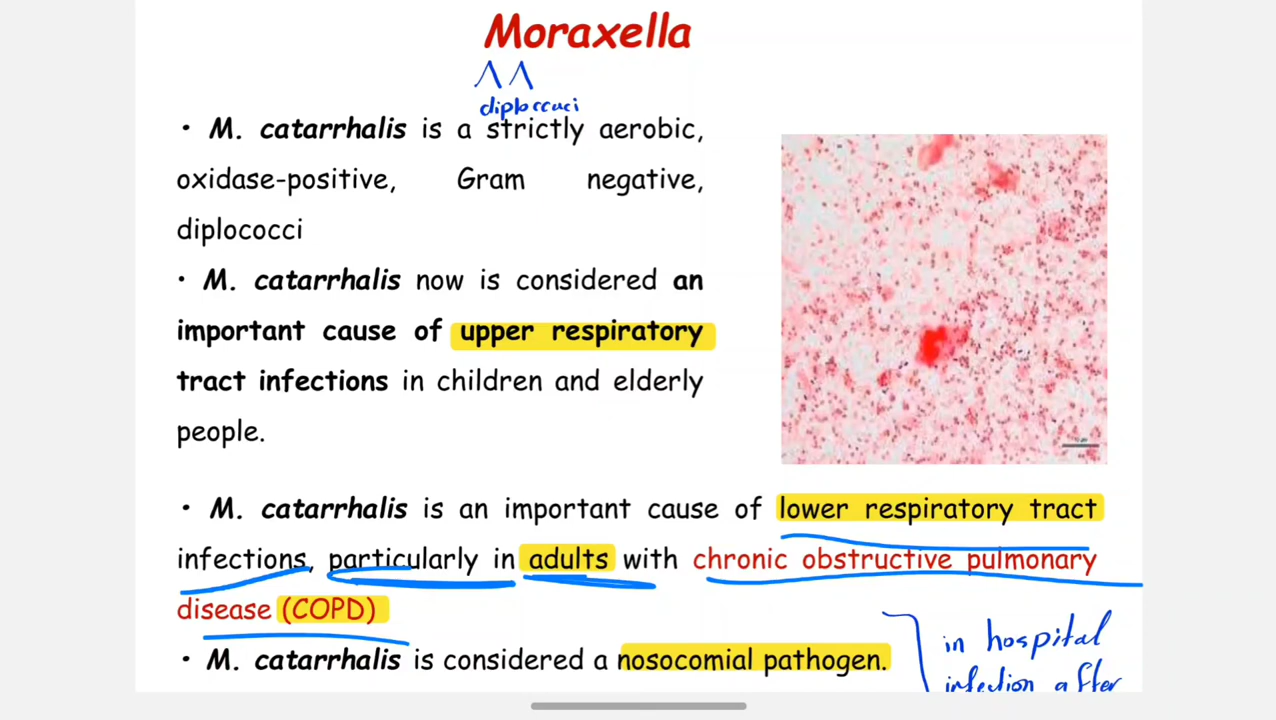 Moraxella
diplococci
• M. catarrhalis is a strictly aerobic,
oxidase-positive, Gram negative,
diplococci
• M. catarrhalis now is considered an
important cause of upper respiratory
tract infections in children and elderly
people.
• M. catarrhalis is an important cause of lower respiratory tract
infections, particularly in adults with chronic obstructive pulmonary
disease (COPD)
• M. catarrhalis is considered a nosocomial pathogen.
in hospital
infection after